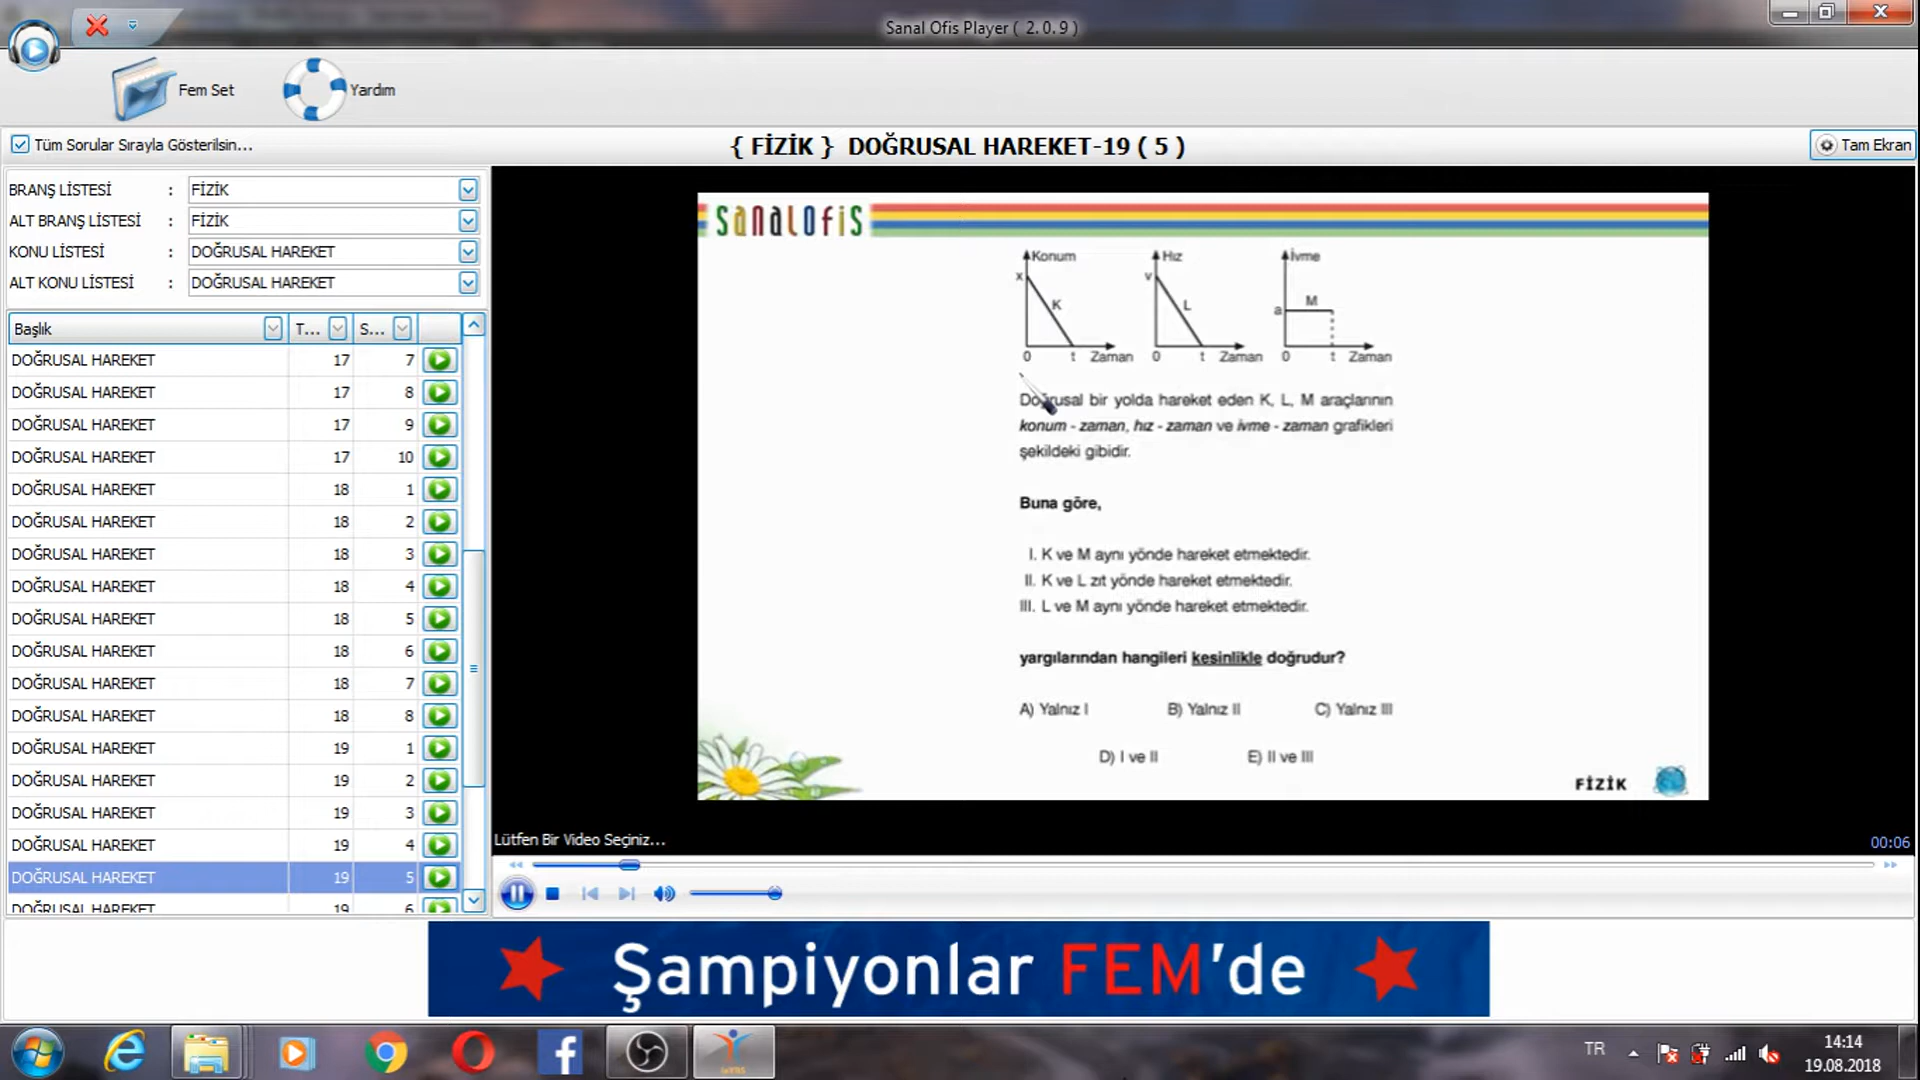 Sanal Ofis Player ( 2.0.9 )
Fem Set
Yardım
Tüm Sorular Sırayla Gösterilsin...
{ FİZİK } DOĞRUSAL HAREKET-19 ( 5 )
Tam Ekran
BRANŞ LİSTESİ : FİZİK
ALT BRANŞ LİSTESİ : FİZİK
KONU LİSTESİ : DOĞRUSAL HAREKET
ALT KONU LİSTESİ : DOĞRUSAL HAREKET
Başlık T... S...
DOĞRUSAL HAREKET 17 7
DOĞRUSAL HAREKET 17 8
DOĞRUSAL HAREKET 17 9
DOĞRUSAL HAREKET 17 10
DOĞRUSAL HAREKET 18 1
DOĞRUSAL HAREKET 18 2
DOĞRUSAL HAREKET 18 3
DOĞRUSAL HAREKET 18 4
DOĞRUSAL HAREKET 18 5
DOĞRUSAL HAREKET 18 6
DOĞRUSAL HAREKET 18 7
DOĞRUSAL HAREKET 18 8
DOĞRUSAL HAREKET 19 1
DOĞRUSAL HAREKET 19 2
DOĞRUSAL HAREKET 19 3
DOĞRUSAL HAREKET 19 4
DOĞRUSAL HAREKET 19 5
DOĞRUSAL HAREKET 19 6
SanalOfiS
Konum Hız İvme
x v
K L a M
0 t Zaman 0 t Zaman 0 t Zaman
Doğrusal bir yolda hareket eden K, L, M araçlarının
konum - zaman, hız - zaman ve ivme - zaman grafikleri
şekildeki gibidir.
Buna göre,
I. K ve M aynı yönde hareket etmektedir.
II. K ve L zıt yönde hareket etmektedir.
III. L ve M aynı yönde hareket etmektedir.
yargılarından hangileri kesinlikle doğrudur?
A) Yalnız I B) Yalnız II C) Yalnız III
D) I ve II E) II ve III
FİZİK
Lütfen Bir Video Seçiniz...
00:06
Şampiyonlar FEM'de
TR
14:14
19.08.2018